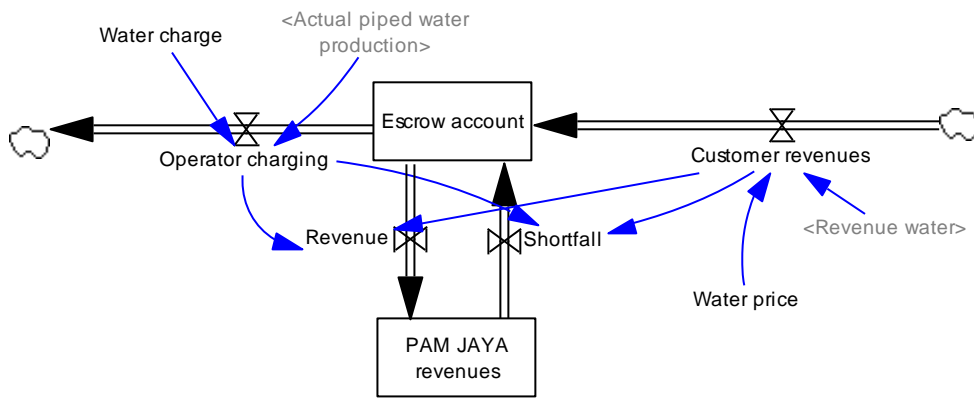 Water charge
<Actual piped water
production>
Escrow account
Operator charging
Customer revenues
Revenue
Shortfall
<Revenue water>
Water price
PAM JAYA
revenues